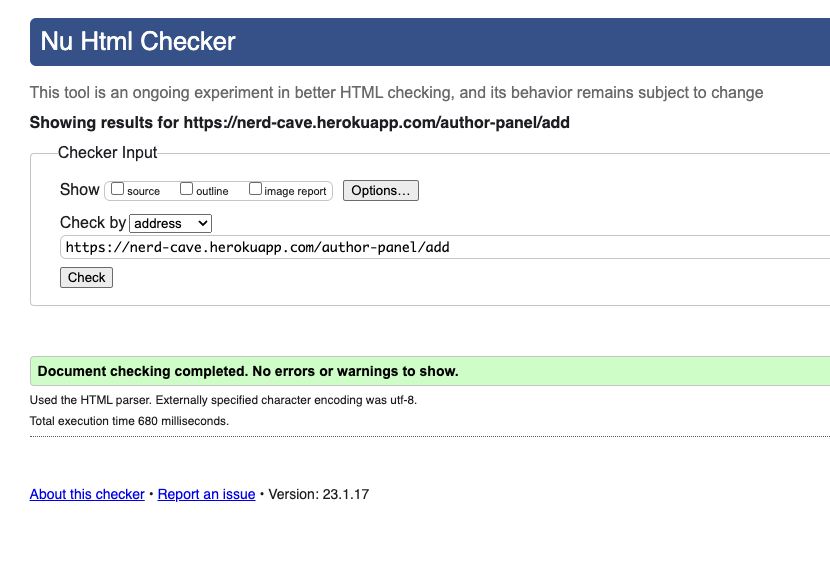 Nu Html Checker
This tool is an ongoing experiment in better HTML checking, and its behavior remains subject to change
Showing results for https://nerd-cave.herokuapp.com/author-panel/add
Checker Input
Show source outline image report Options...
Check by address
https://nerd-cave.herokuapp.com/author-panel/add
Check
Document checking completed. No errors or warnings to show.
Used the HTML parser. Externally specified character encoding was utf-8.
Total execution time 680 milliseconds.
About this checker • Report an issue • Version: 23.1.17